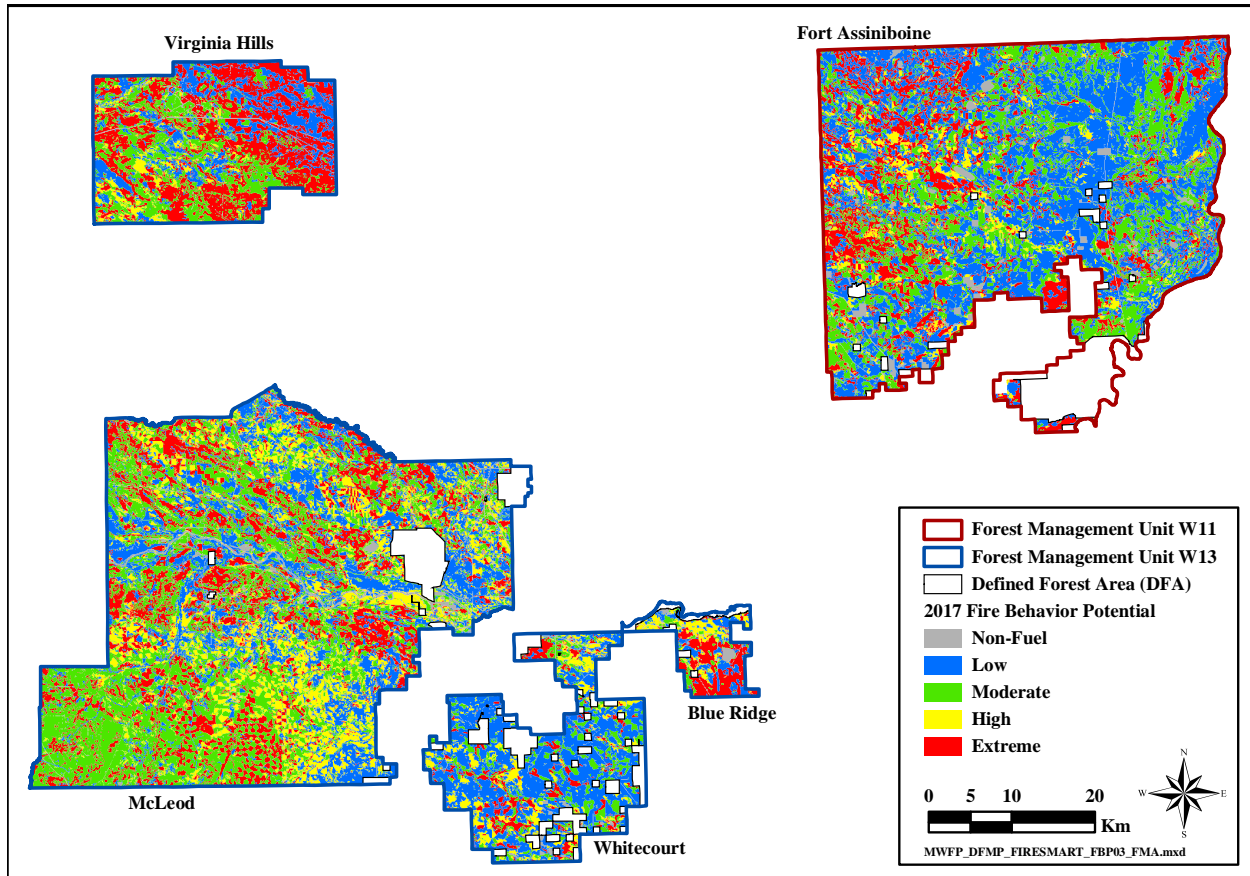 Virginia Hills
Fort Assiniboine
McLeod
Blue Ridge
Whitecourt
Forest Management Unit W11
Forest Management Unit W13
Defined Forest Area (DFA)
2017 Fire Behavior Potential
Non-Fuel
Low
Moderate
High
Extreme
N
W E
S
0 5 10 20
Km
MWFP_DFMP_FIRESMART_FBP03_FMA.mxd